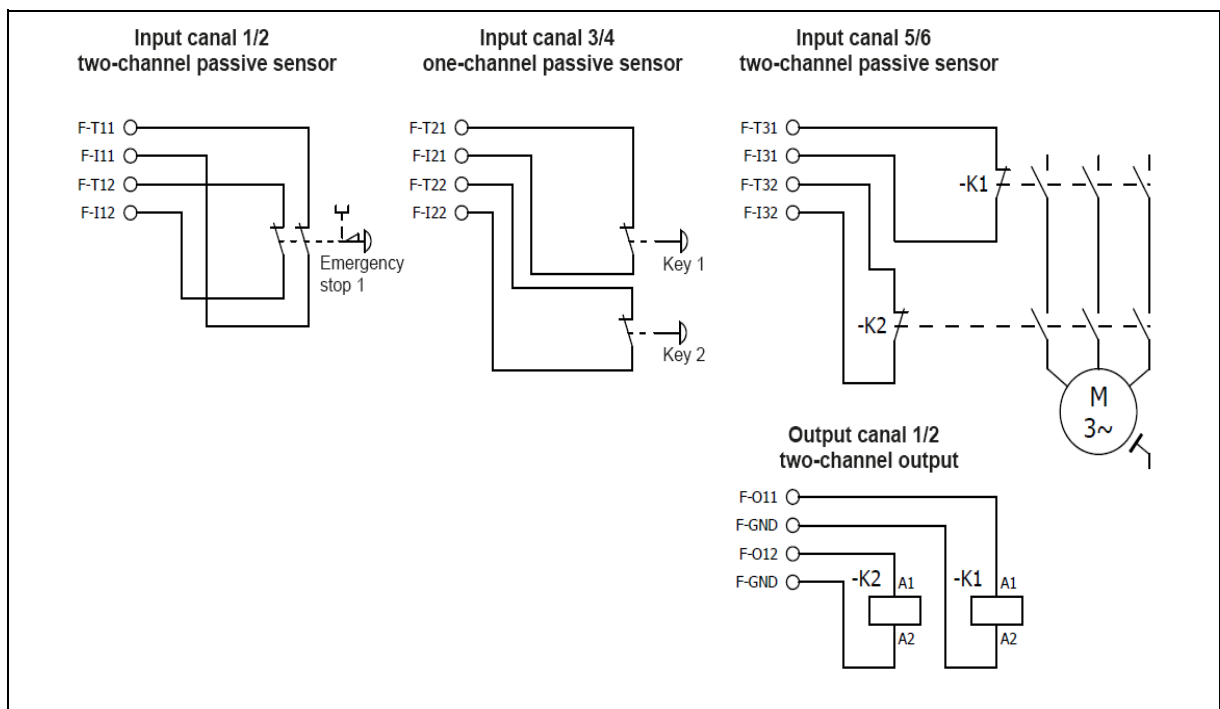 Input canal 1/2
two-channel passive sensor
F-T11
F-I11
F-T12
F-I12
Emergency
stop 1
Input canal 3/4
one-channel passive sensor
F-T21
F-I21
F-T22
F-I22
Key 1
Key 2
Input canal 5/6
two-channel passive sensor
F-T31
F-I31
F-T32
F-I32
-K1
-K2
M
3~
Output canal 1/2
two-channel output
F-O11
F-GND
F-O12
F-GND
-K2 A1
A2
-K1 A1
A2